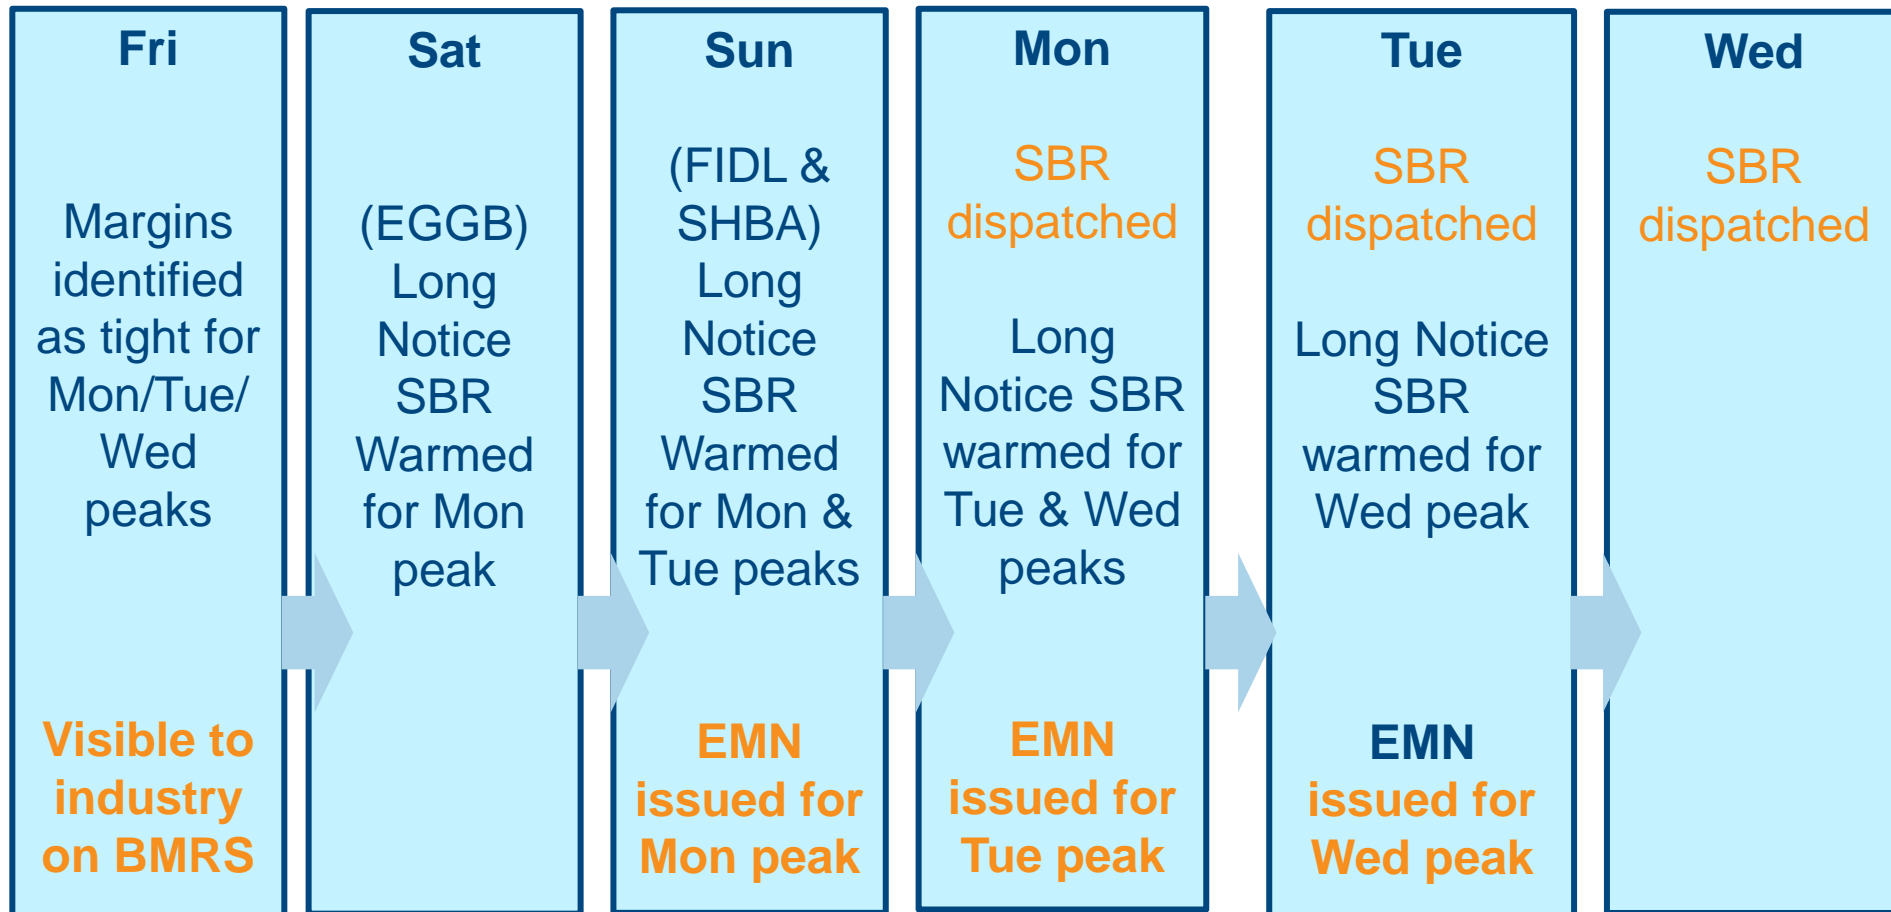 Fri
Margins
identified
as tight for
Mon/Tue/
Wed
peaks
Visible to
industry
on BMRS
Sat
(EGGB)
Long
Notice
SBR
Warmed
for Mon
peak
Sun
(FIDL &
SHBA)
Long
Notice
SBR
Warmed
for Mon &
Tue peaks
EMN
issued for
Mon peak
Mon
SBR
dispatched
Long
Notice SBR
warmed for
Tue & Wed
peaks
EMN
issued for
Tue peak
Tue
SBR
dispatched
Long Notice
SBR
warmed for
Wed peak
EMN
issued for
Wed peak
Wed
SBR
dispatched